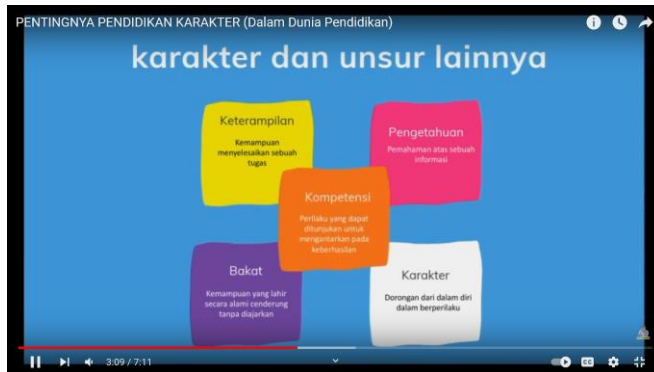 PENTINGNYA PENDIDIKAN KARAKTER (Dalam Dunia Pendidikan)
karakter dan unsur lainnya
Keterampilan
Kemampuan
menyelesaikan sebuah
tugas
Pengetahuan
Pemahaman atas sebuah
informasi
Kompetensi
Perilaku yang dapat
ditunjukan untuk
mengantarkan pada
keberhasilan
Bakat
Kemampuan yang lahir
secara alami cenderung
tanpa diajarkan
Karakter
Dorongan dari dalam diri
dalam berperilaku
3:09 / 7:11
CC